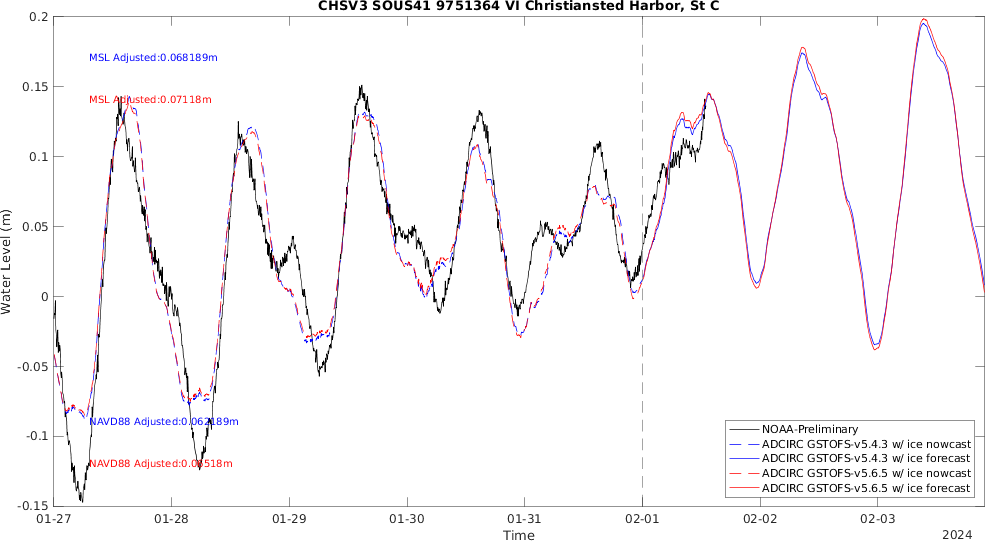 CHSV3 SOUS41 9751364 VI Christiansted Harbor, St C
0.2
0.15
0.1
0.05
0
-0.05
-0.1
-0.15
Water Level (m)
MSL Adjusted:0.068189m
MSL Adjusted:0.07118m
NAVD88 Adjusted:0.062189m
NAVD88 Adjusted:0.06518m
NOAA-Preliminary
ADCIRC GSTOFS-v5.4.3 w/ ice nowcast
ADCIRC GSTOFS-v5.4.3 w/ ice forecast
ADCIRC GSTOFS-v5.6.5 w/ ice nowcast
ADCIRC GSTOFS-v5.6.5 w/ ice forecast
01-27 01-28 01-29 01-30 01-31 02-01 02-02 02-03
Time
2024